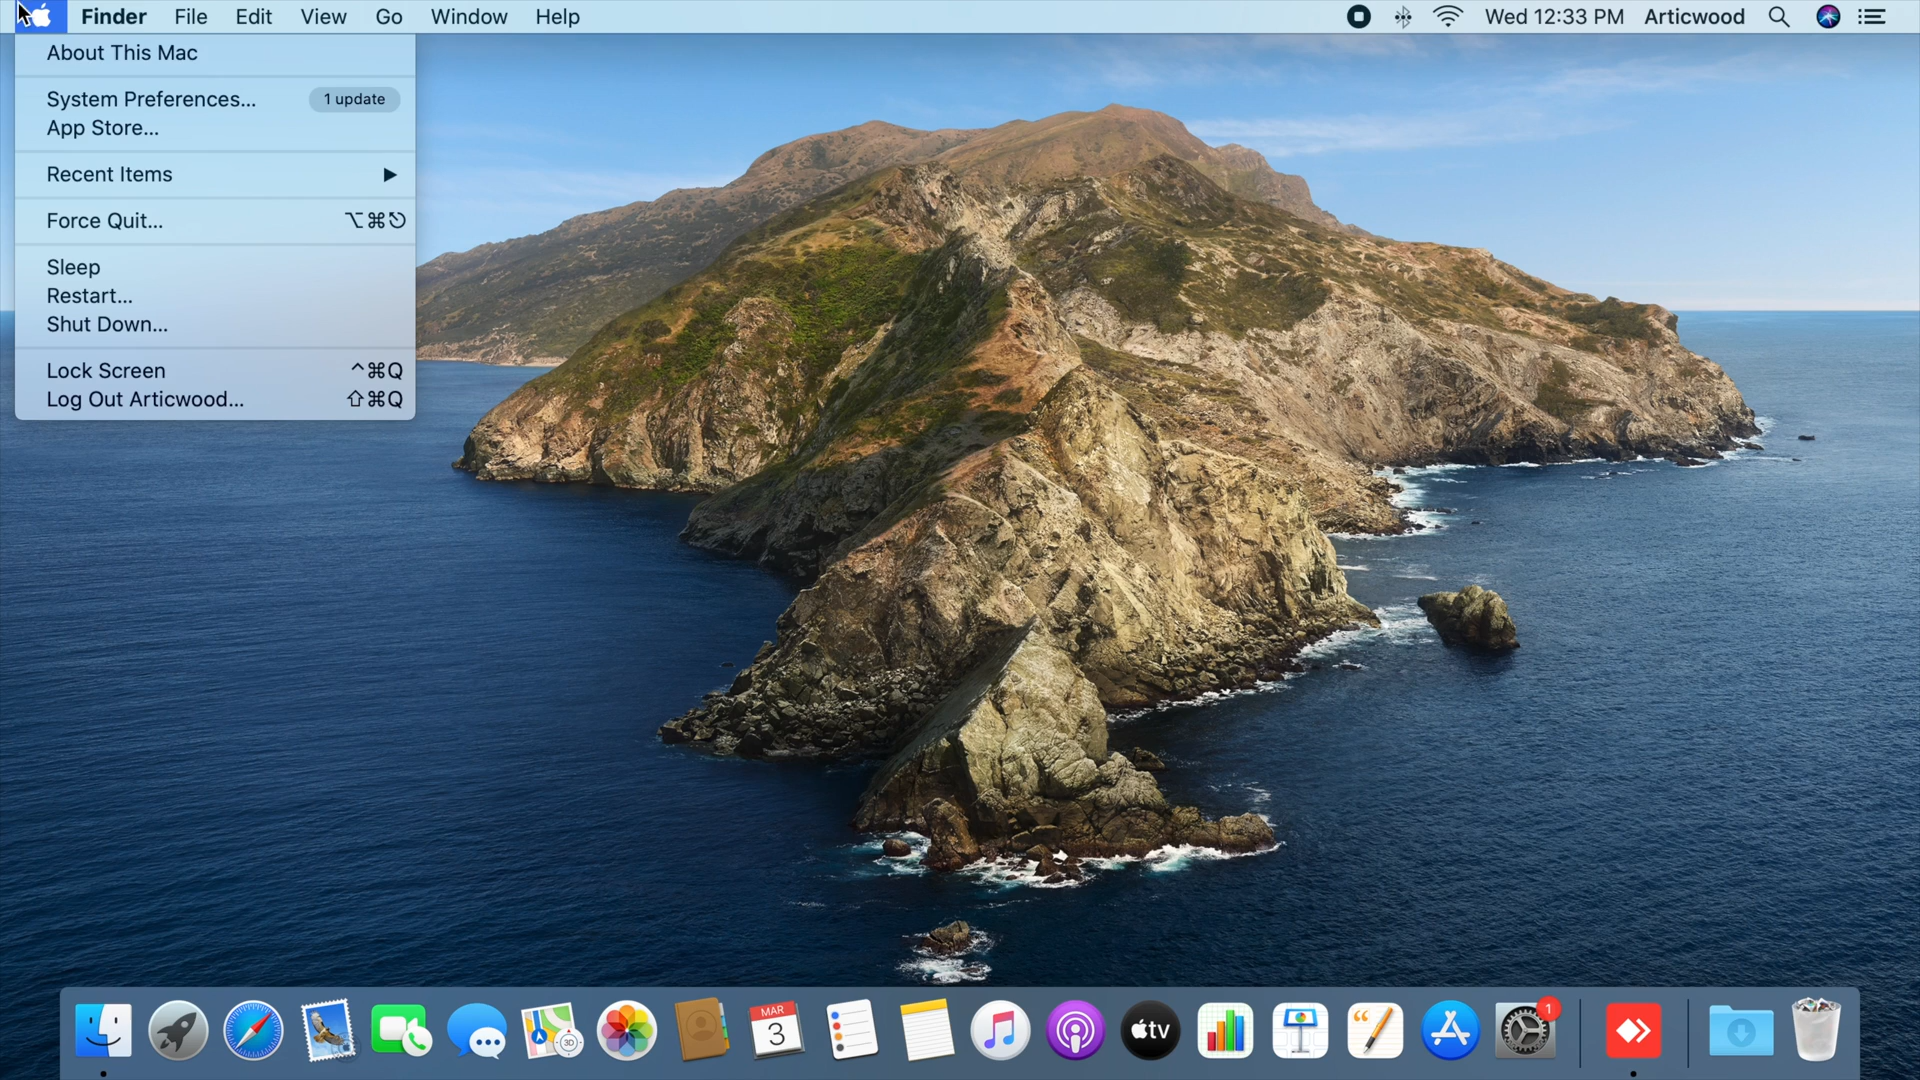 Finder File Edit View Go Window Help Wed 12:33 PM Articwood
About This Mac
System Preferences... 1 update
App Store...
Recent Items ▶
Force Quit... ⌥⌘⎋
Sleep
Restart...
Shut Down...
Lock Screen ^⌘Q
Log Out Articwood... ⇧⌘Q
MAR
3
3D
tv
1